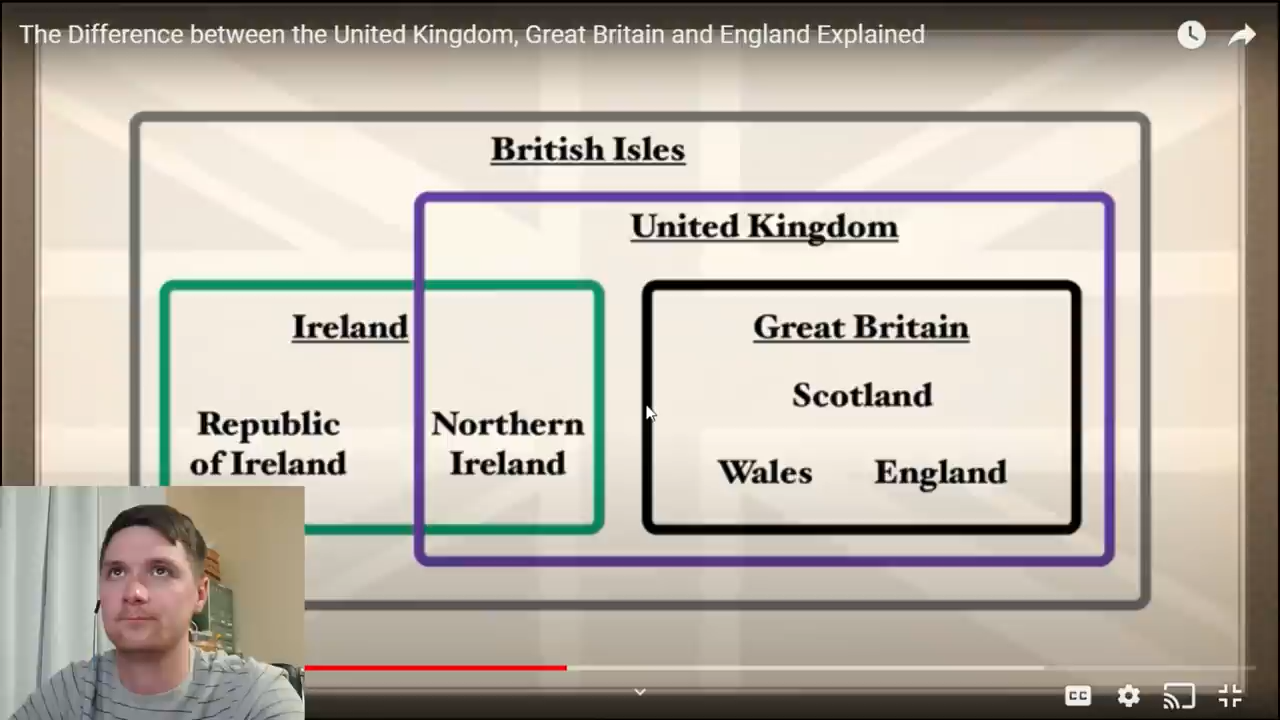 The Difference between the United Kingdom, Great Britain and England Explained
British Isles
United Kingdom
Ireland
Great Britain
Scotland
Republic
of Ireland
Northern
Ireland
Wales
England
CC